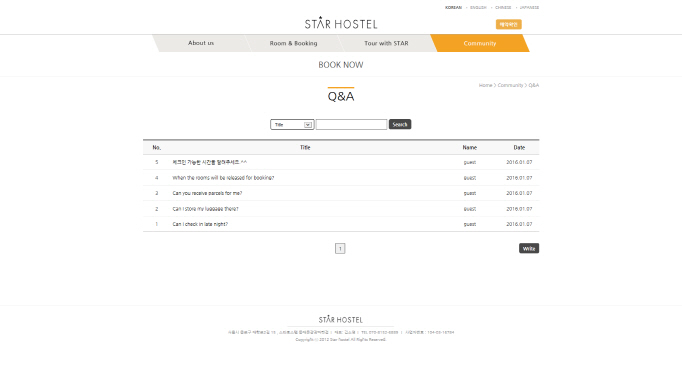 KOREAN • ENGLISH • CHINESE • JAPANESE
STAR HOSTEL
예약확인
About us
Room & Booking
Tour with STAR
Community
BOOK NOW
Home > Community > Q&A
Q&A
Title
Search
No. Title Name Date
5 체크인 가능한 시간을 알려주세요.^^ guest 2016.01.07
4 When the rooms will be released for booking? guest 2016.01.07
3 Can you receive parcels for me? guest 2016.01.07
2 Can I store my luggage there? guest 2016.01.07
1 Can I check in late night? guest 2016.01.07
1
Write
STAR HOSTEL
Copyright ⓒ 2012 Star Hostel All Rights Reserved.